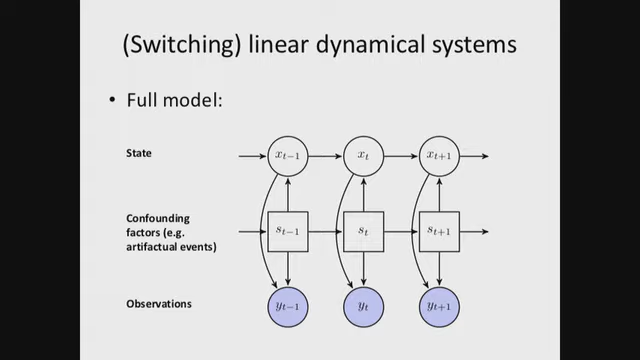 (Switching) linear dynamical systems
• Full model:
State
x_{t−1} x_t x_{t+1}
Confounding
factors (e.g.
artifactual events)
s_{t−1} s_t s_{t+1}
Observations
y_{t−1} y_t y_{t+1}